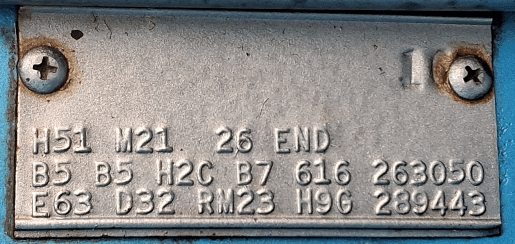 H51 M21 26 END
B5 B5 H2C B7 616 263050
E63 D32 RM23 H9G 289443